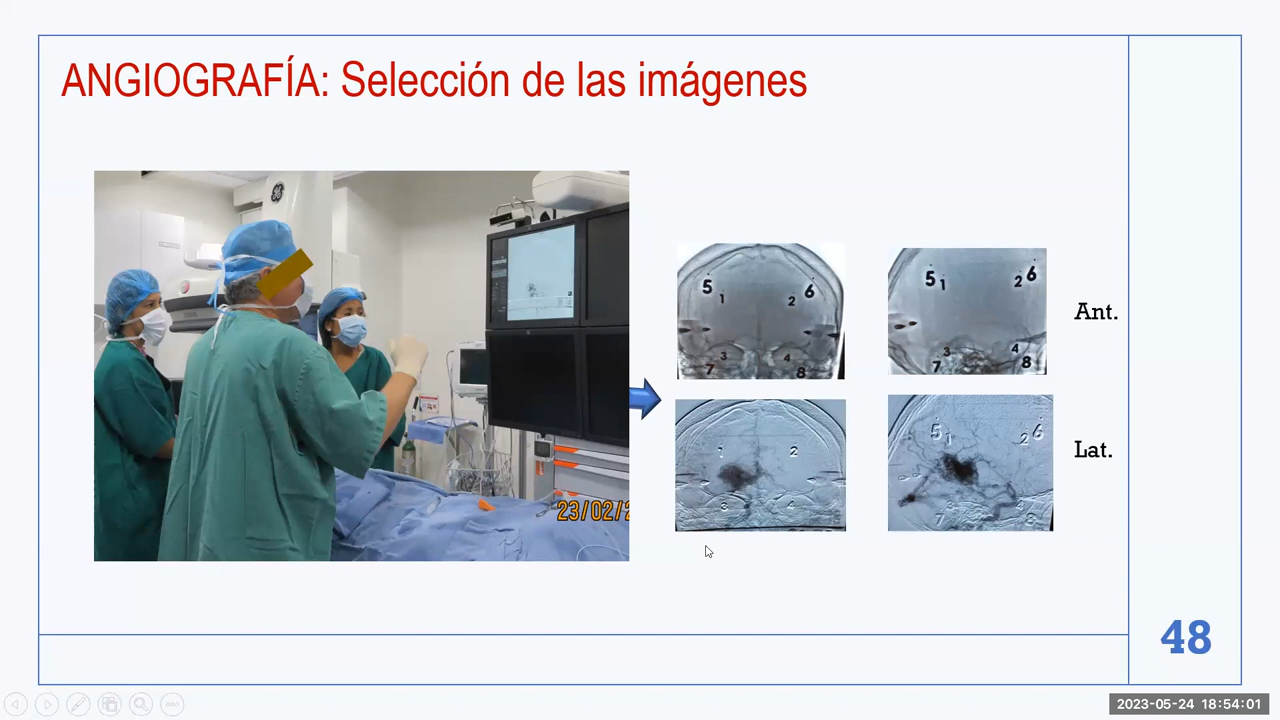 ANGIOGRAFÍA: Selección de las imágenes
GE
23/02/2
5 1 2 6
3 4
7 8
5 1 2 6
3 4
7 8
Ant.
1 2
3 4
5 1 2 6
7 8
Lat.
48
2023-05-24 18:54:01